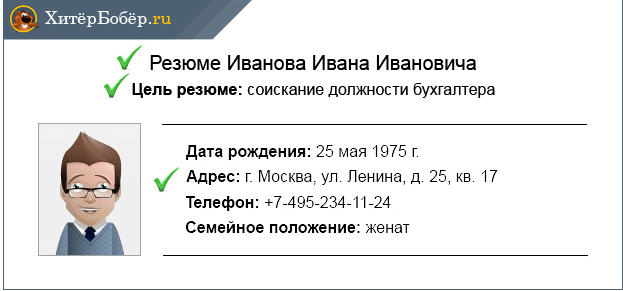 ХитёрБобёр.ru
Резюме Иванова Ивана Ивановича
Цель резюме: соискание должности бухгалтера
Дата рождения: 25 мая 1975 г.
Адрес: г. Москва, ул. Ленина, д. 25, кв. 17
Телефон: +7-495-234-11-24
Семейное положение: женат